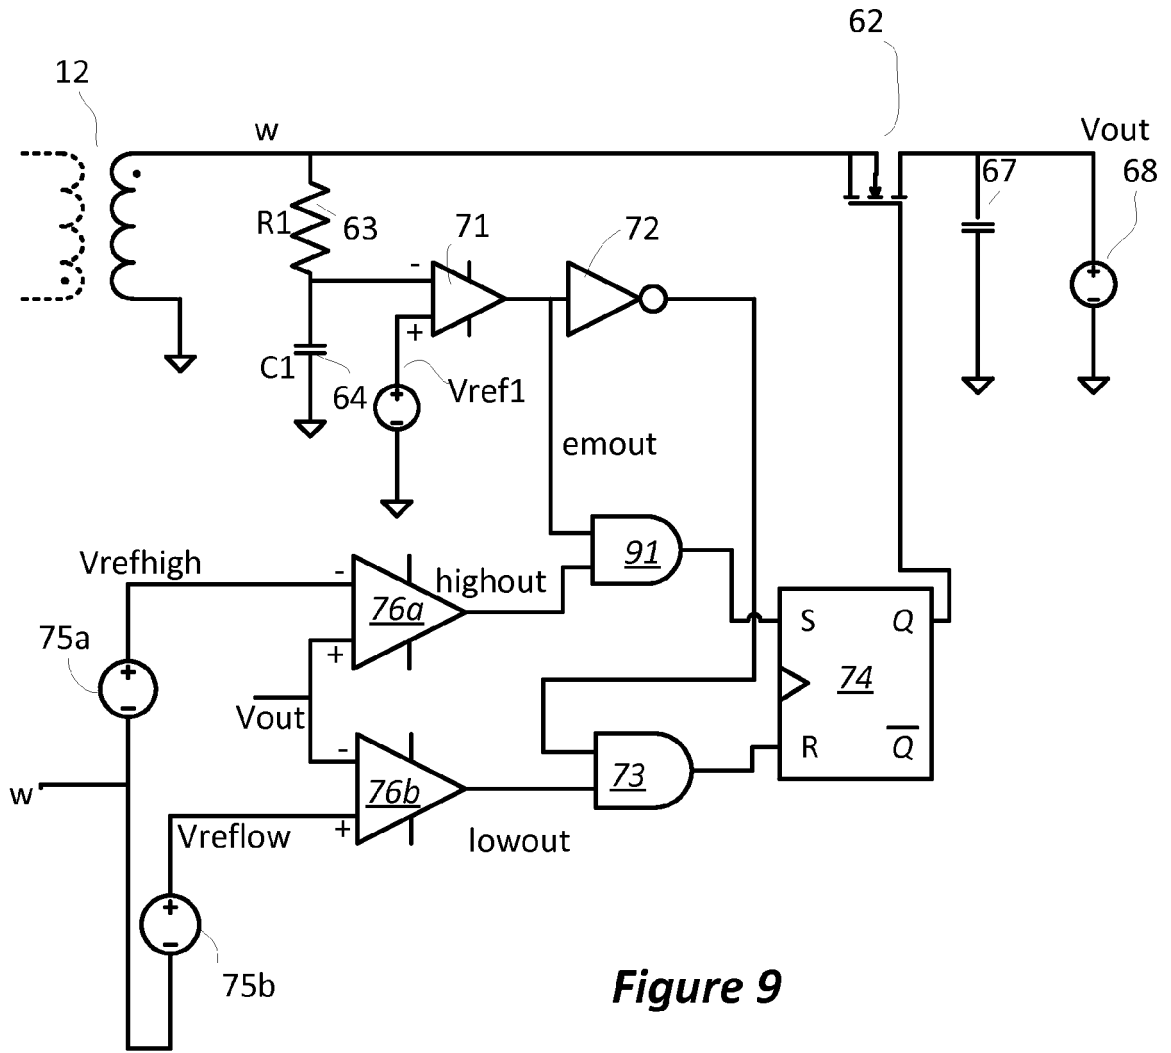 62
12
w
Vout
67
68
R1
63
71
72
-
+
C1
64
+
-
Vref1
+
-
emout
Vrefhigh
-
highout
91
76a
+
75a
+
-
S
Q
Vout
74
-
R
Q
w
76b
73
Vreflow
+
lowout
+
-
75b
Figure 9